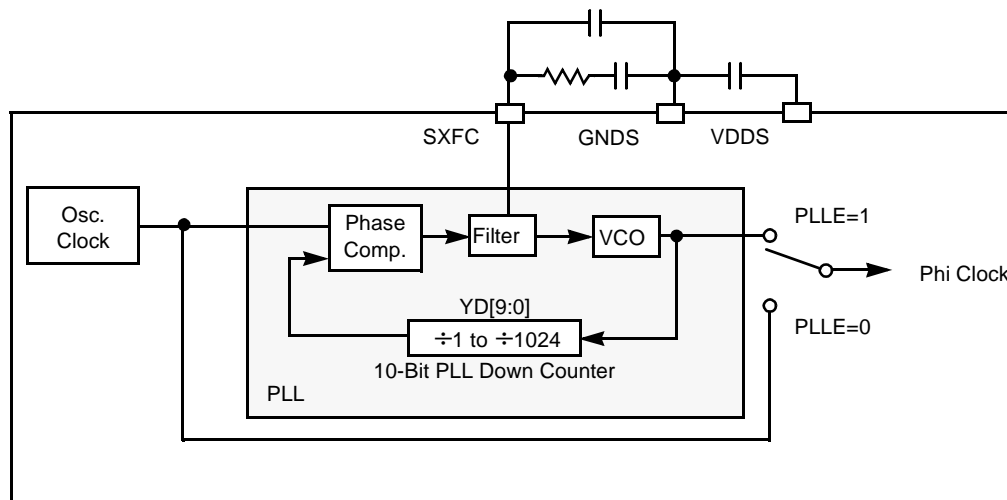 SXFC
GNDS
VDDS
Osc.
Clock
Phase
Comp.
Filter
VCO
PLLE=1
Phi Clock
PLLE=0
YD[9:0]
÷1 to ÷1024
10-Bit PLL Down Counter
PLL